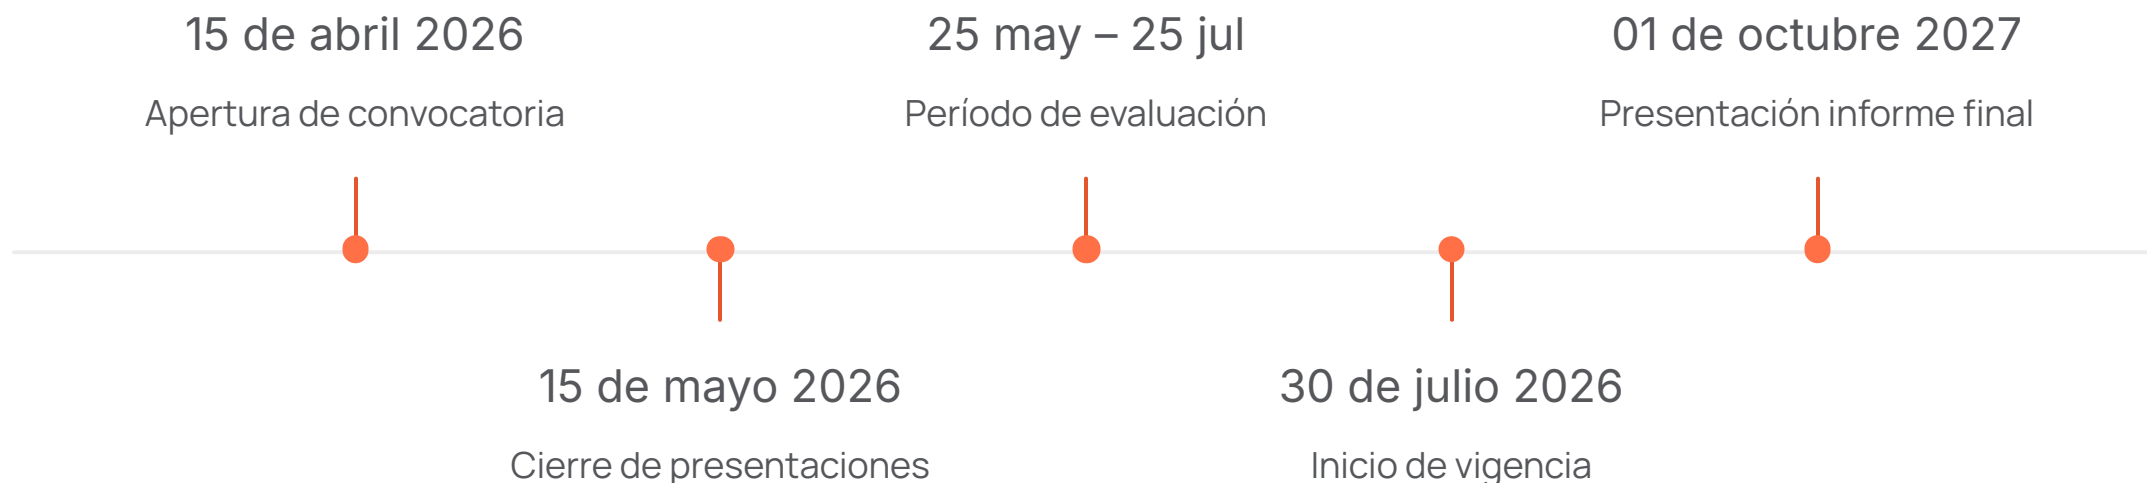 15 de abril 2026
Apertura de convocatoria
15 de mayo 2026
Cierre de presentaciones
25 may – 25 jul
Período de evaluación
30 de julio 2026
Inicio de vigencia
01 de octubre 2027
Presentación informe final